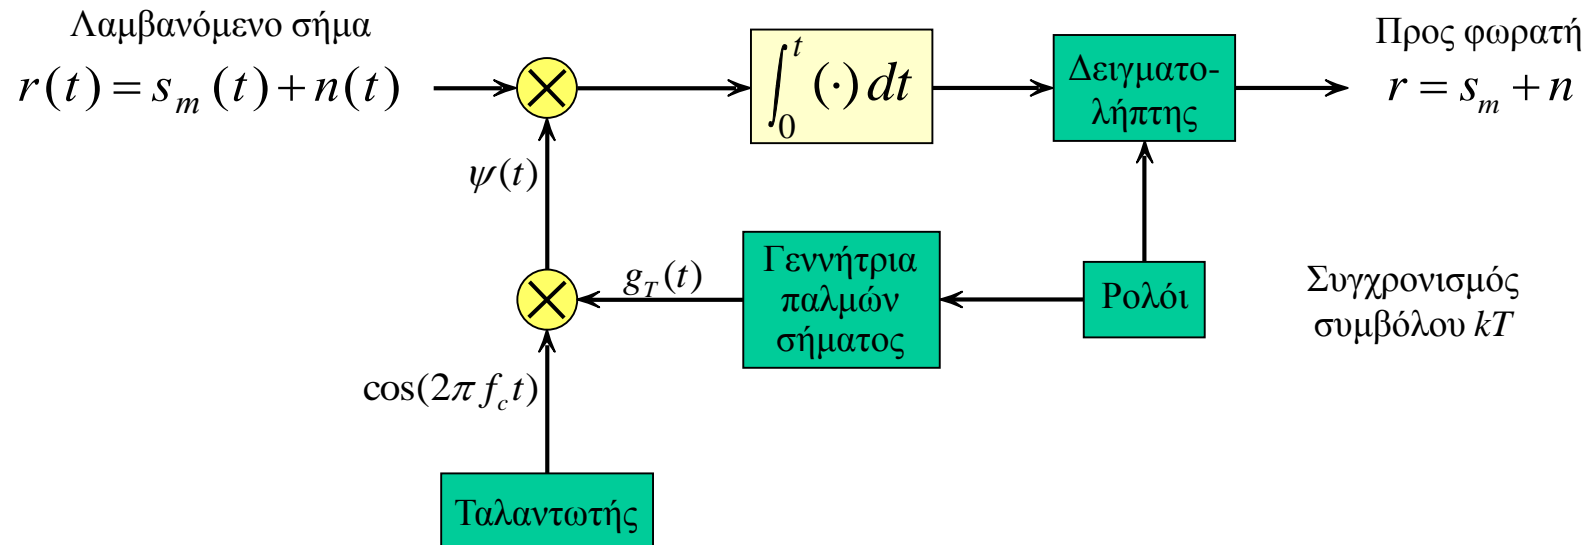 Λαμβανόμενο σήμα
r(t) = s_m(t) + n(t)
∫_0^t (·) dt
Δειγματο-
λήπτης
Προς φωρατή
r = s_m + n
ψ(t)
g_T(t)
Γεννήτρια
παλμών
σήματος
Ρολόι
Συγχρονισμός
συμβόλου kT
cos(2π f_c t)
Ταλαντωτής